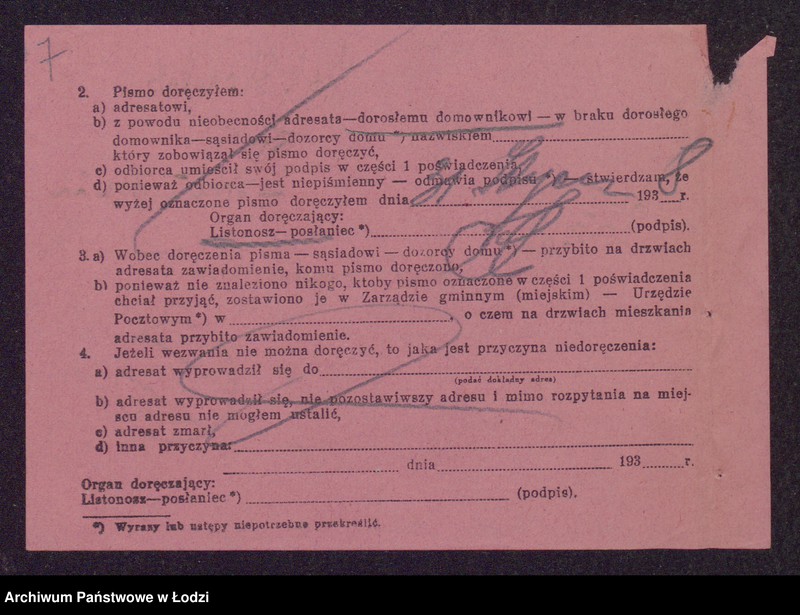 7
2. Pismo doręczyłem:
a) adresatowi,
b) z powodu nieobecności adresata—dorosłemu domownikowi — w braku dorosłego
domownika—sąsiadowi—dozorcy domu *) nazwiskiem
który zobowiązał się pismo doręczyć,
c) odbiorca umieścił swój podpis w części 1 poświadczenia,
d) ponieważ odbiorca—jest niepiśmienny — odmawia podpisu *) stwierdzam, że
wyżej oznaczone pismo doręczyłem dnia 193 8 r.
Organ doręczający:
Listonosz—posłaniec *) (podpis).
3. a) Wobec doręczenia pisma — sąsiadowi — dozorcy domu *) — przybito na drzwiach
adresata zawiadomienie, komu pismo doręczono,
b) ponieważ nie znaleziono nikogo, ktoby pismo oznaczone w części 1 poświadczenia
chciał przyjąć, zostawiono je w Zarządzie gminnym (miejskim) — Urzędzie
Pocztowym *) w , o czem na drzwiach mieszkania
adresata przybito zawiadomienie.
4. Jeżeli wezwania nie można doręczyć, to jaka jest przyczyna niedoręczenia:
a) adresat wyprowadził się do
(podać dokładny adres)
b) adresat wyprowadził się, nie pozostawiwszy adresu i mimo rozpytania na miej-
scu adresu nie mogłem ustalić,
c) adresat zmarł,
d) inna przyczyna:
dnia 193 r.
Organ doręczający:
Listonosz—posłaniec *) (podpis).
*) Wyrazy lub ustępy niepotrzebne przekreślić.
Archiwum Państwowe w Łodzi